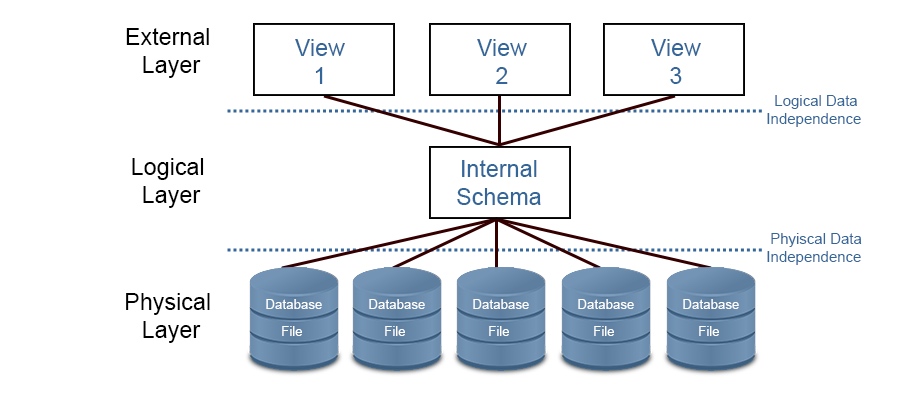 External
Layer
View
1
View
2
View
3
Logical Data
Independence
Logical
Layer
Internal
Schema
Phyiscal Data
Independence
Physical
Layer
Database
File
Database
File
Database
File
Database
File
Database
File